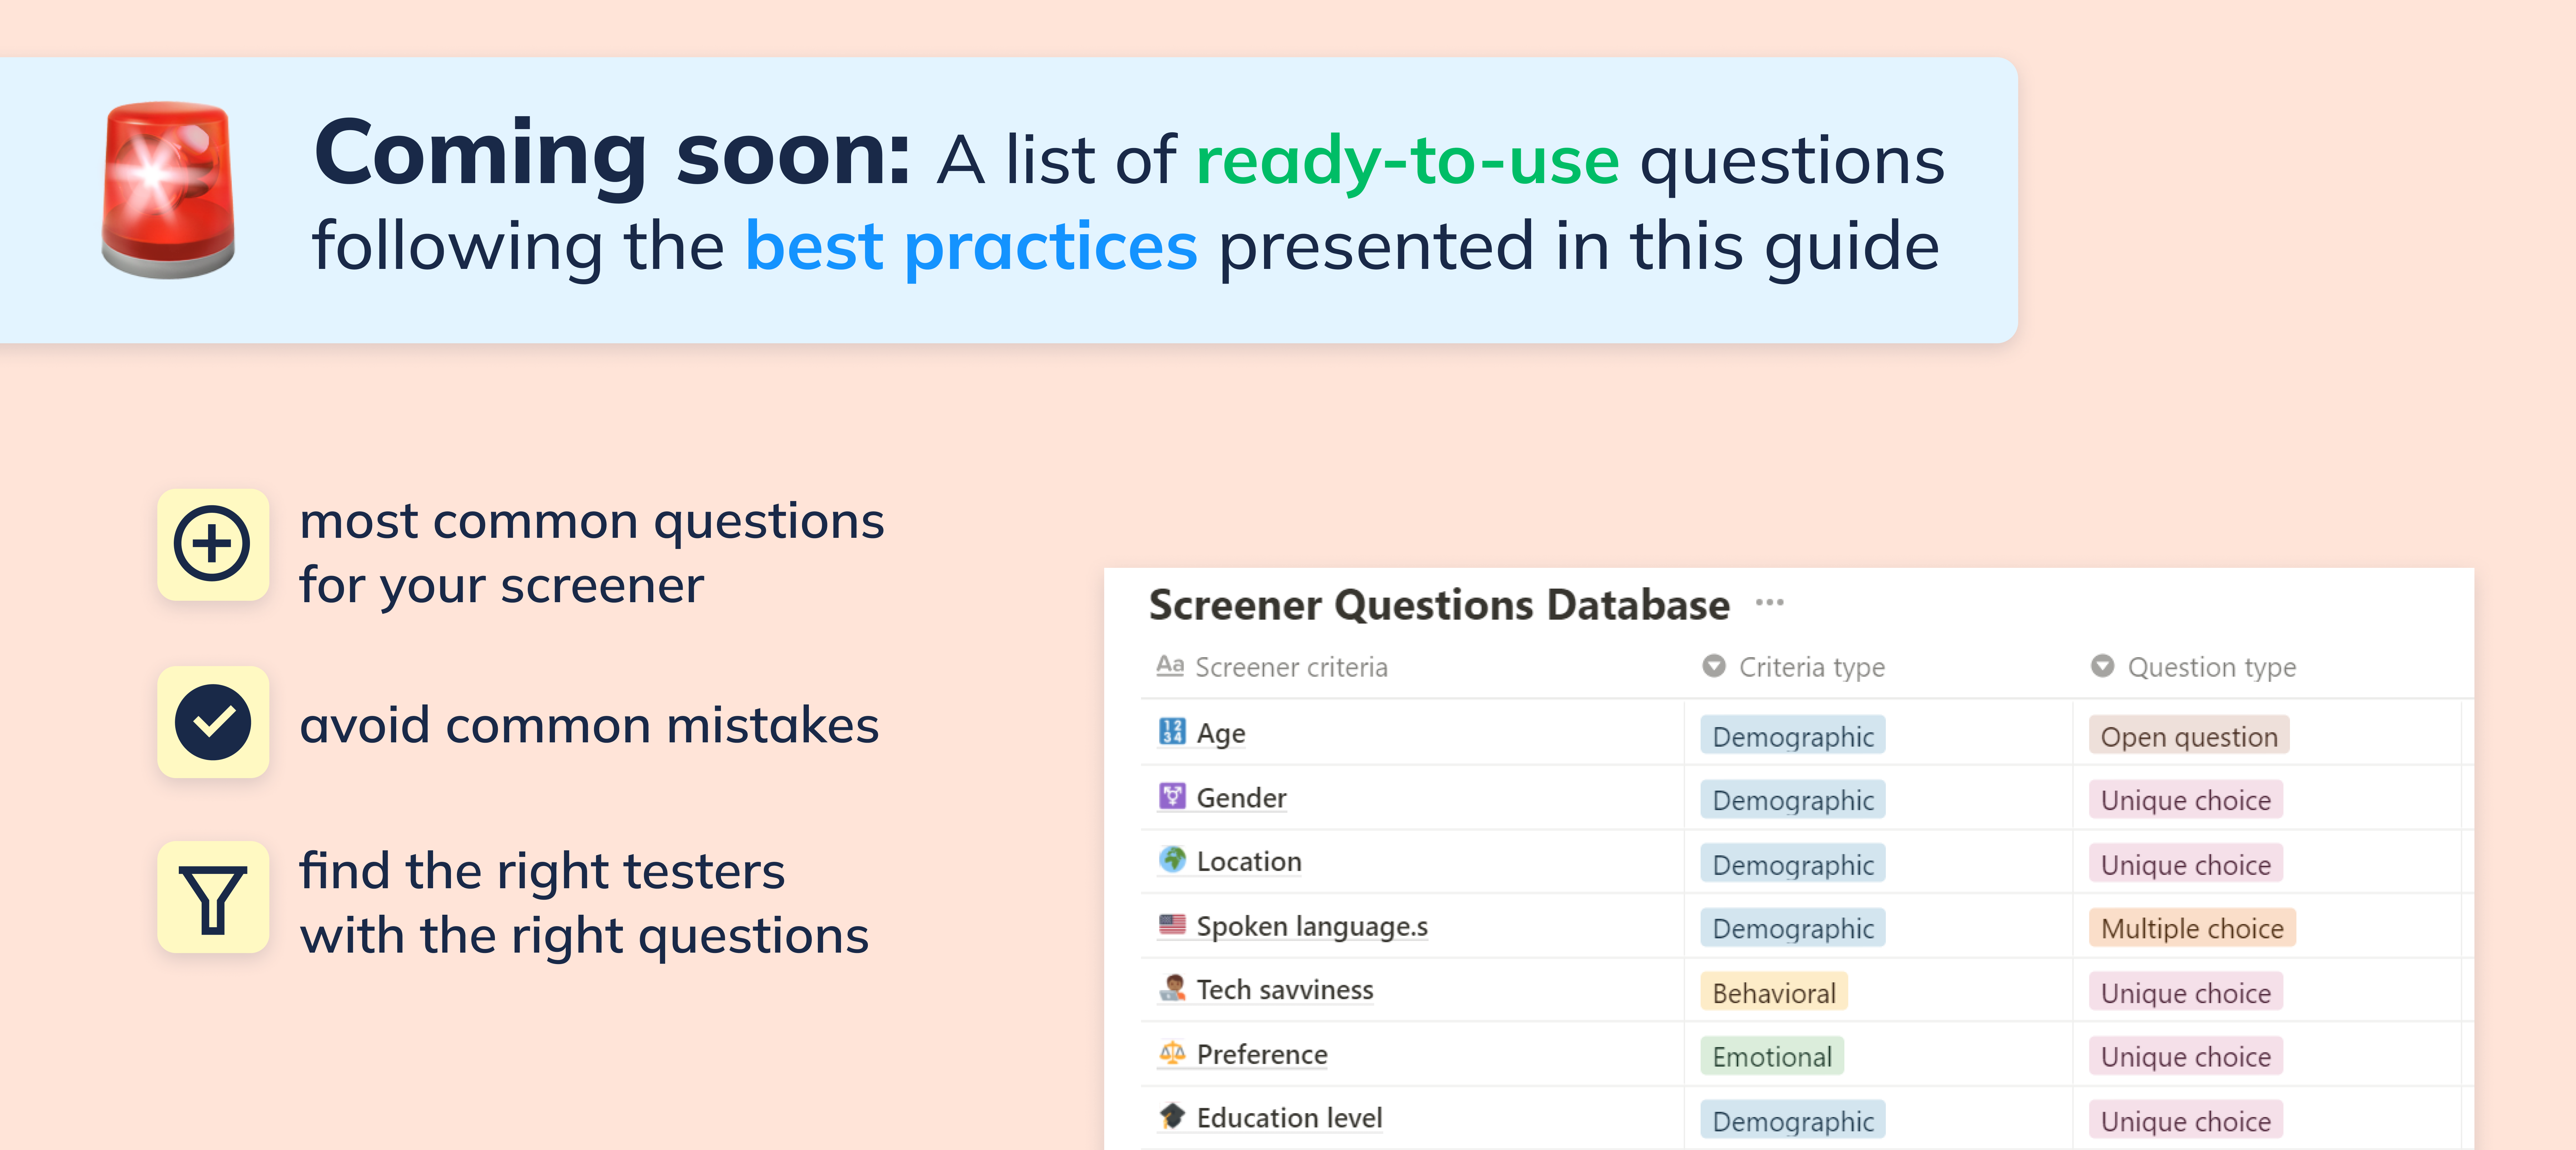 Coming soon: A list of ready-to-use questions
following the best practices presented in this guide
most common questions
for your screener
avoid common mistakes
find the right testers
with the right questions
Screener Questions Database ...
Aa Screener criteria Criteria type Question type
Age Demographic Open question
Gender Demographic Unique choice
Location Demographic Unique choice
Spoken language.s Demographic Multiple choice
Tech savviness Behavioral Unique choice
Preference Emotional Unique choice
Education level Demographic Unique choice